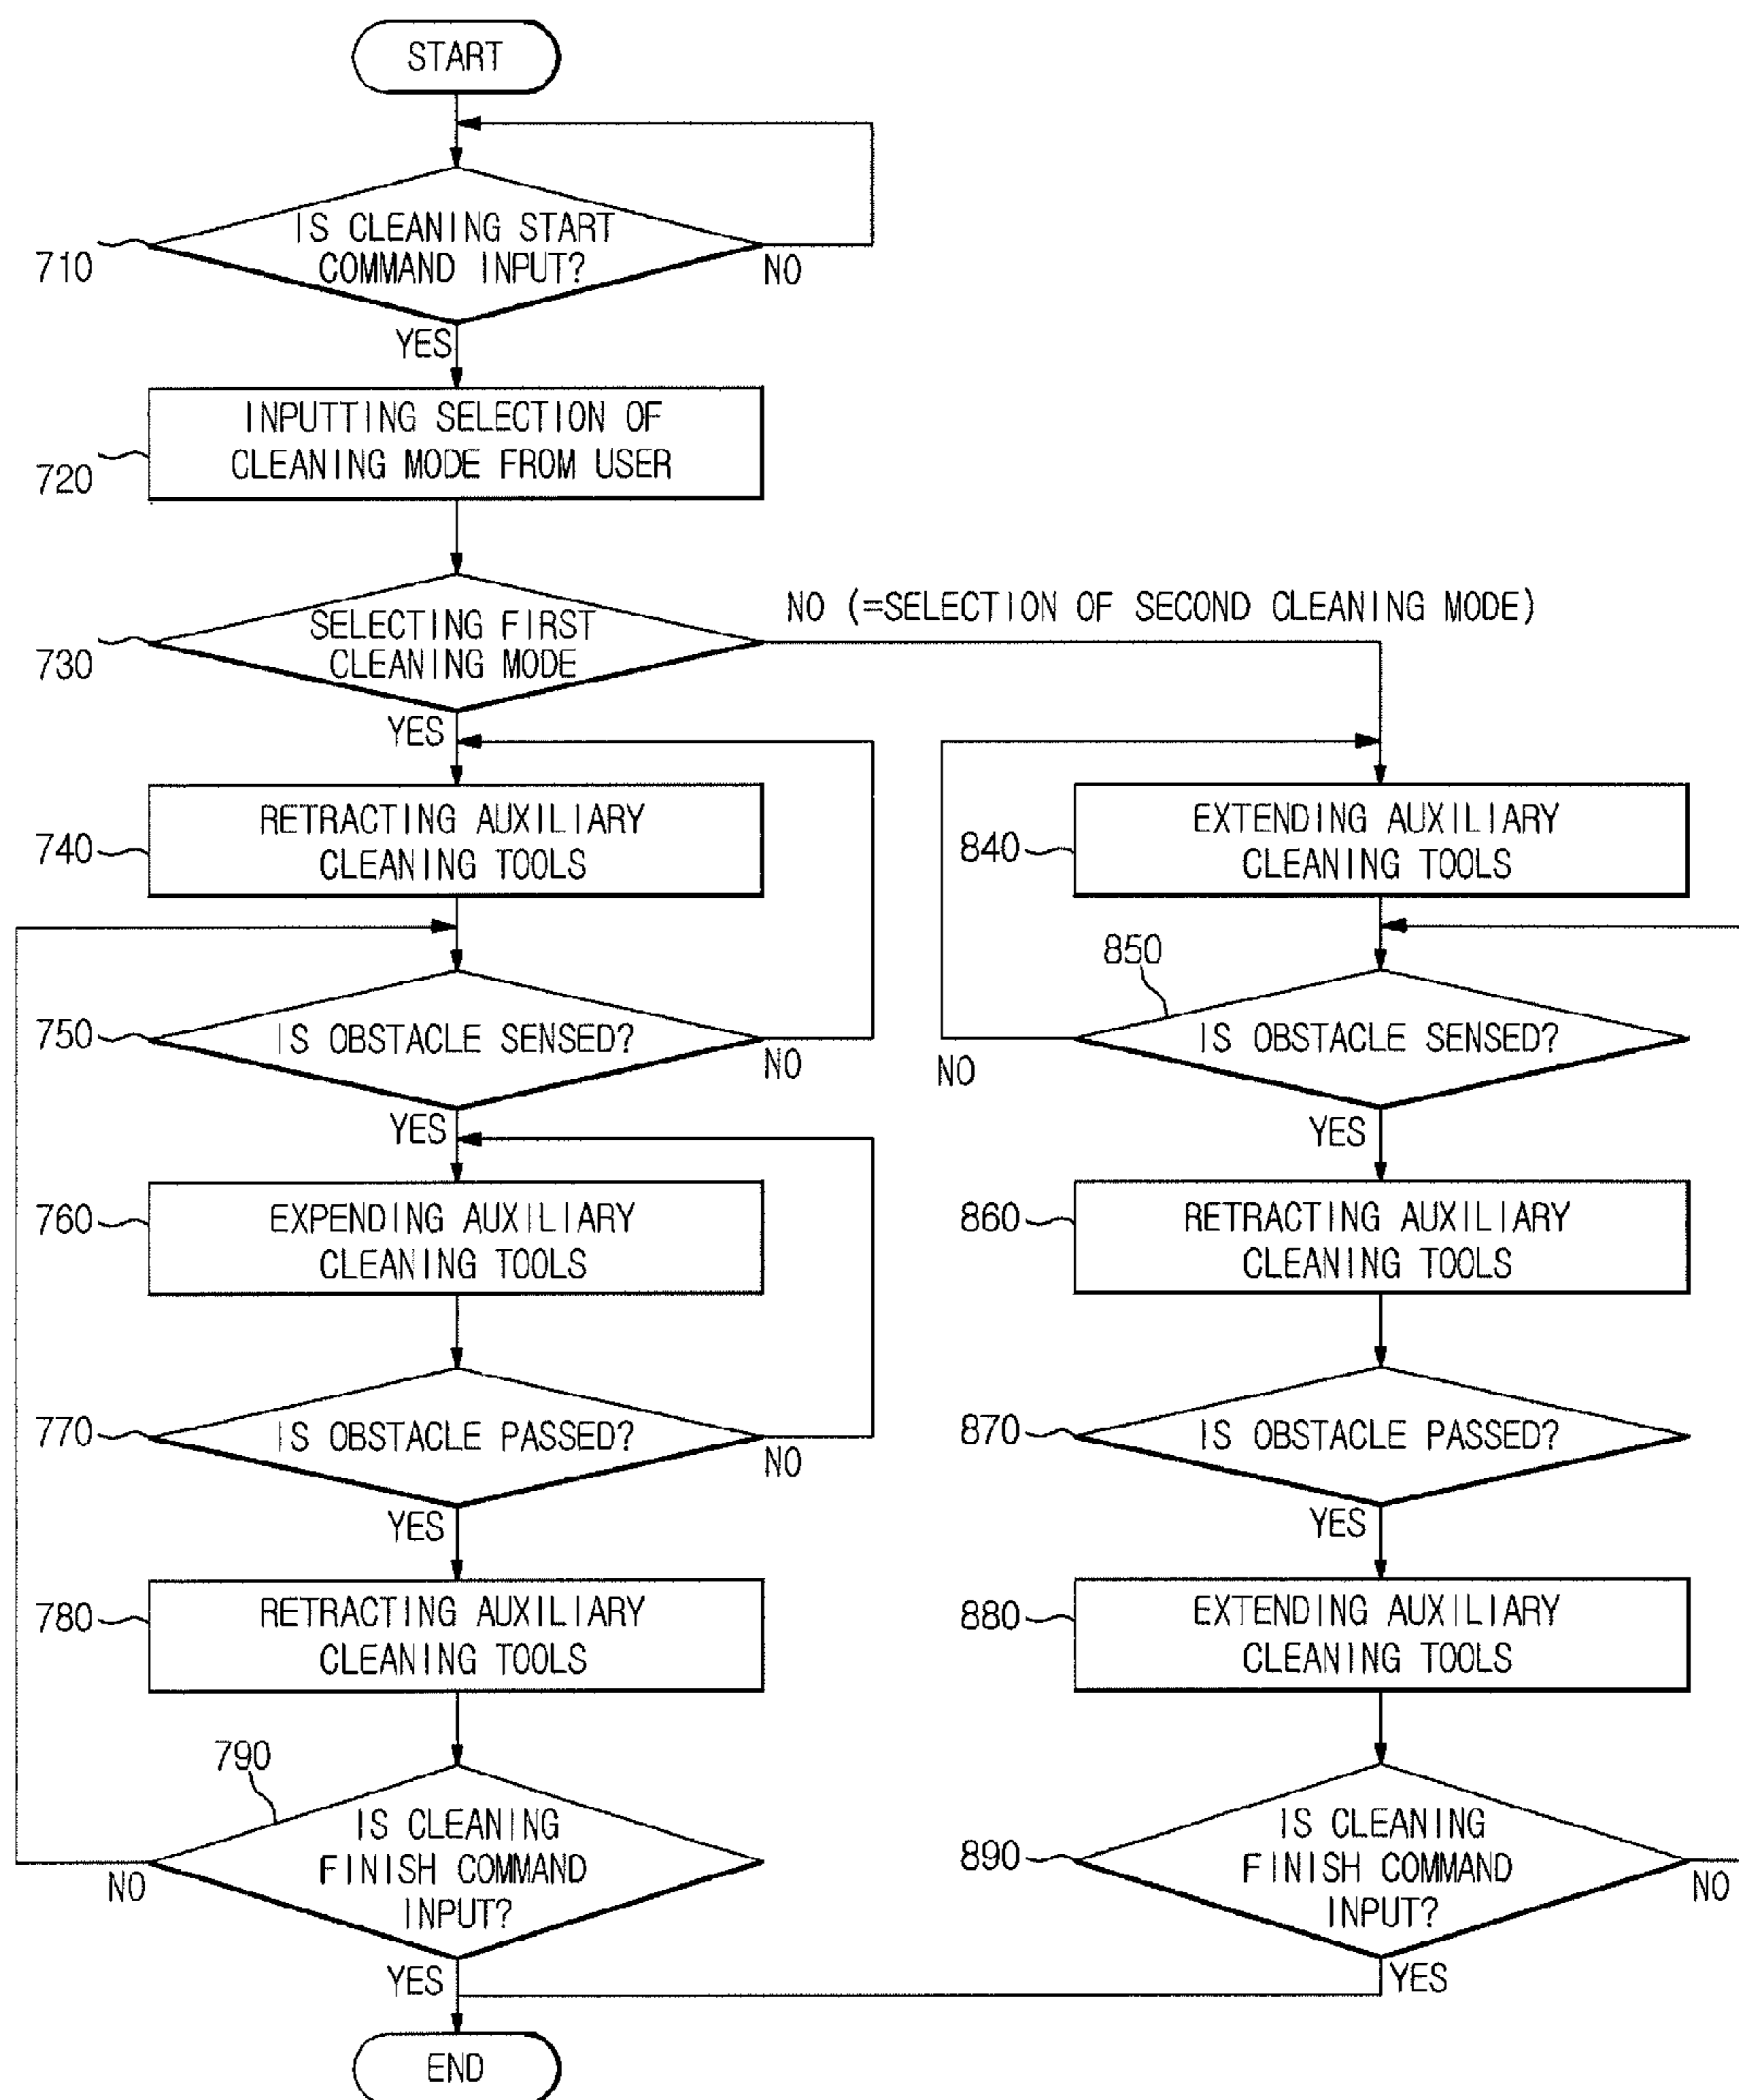 START
IS CLEANING START
COMMAND INPUT?
710
NO
YES
INPUTTING SELECTION OF
CLEANING MODE FROM USER
720
NO (=SELECTION OF SECOND CLEANING MODE)
SELECTING FIRST
CLEANING MODE
730
YES
RETRACTING AUXILIARY
CLEANING TOOLS
740
IS OBSTACLE SENSED?
750
NO
YES
EXPENDING AUXILIARY
CLEANING TOOLS
760
IS OBSTACLE PASSED?
770
NO
YES
RETRACTING AUXILIARY
CLEANING TOOLS
780
790
IS CLEANING
FINISH COMMAND
INPUT?
NO
YES
EXTENDING AUXILIARY
CLEANING TOOLS
840
850
IS OBSTACLE SENSED?
NO
YES
RETRACTING AUXILIARY
CLEANING TOOLS
860
IS OBSTACLE PASSED?
870
YES
EXTENDING AUXILIARY
CLEANING TOOLS
880
IS CLEANING
FINISH COMMAND
INPUT?
890
NO
YES
END